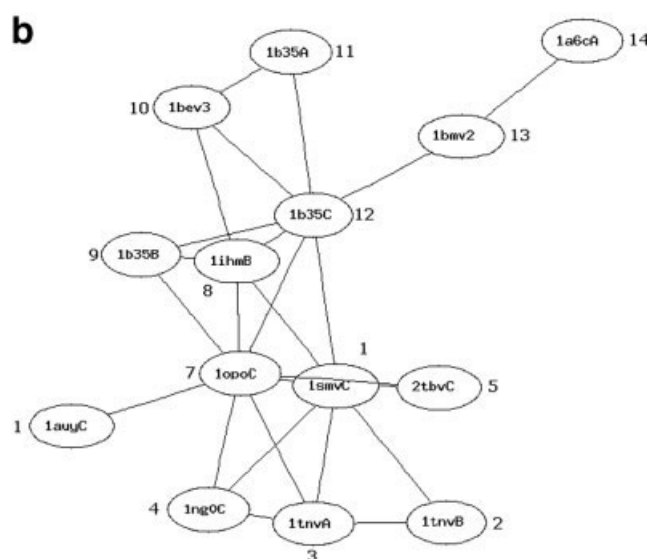 b
1b35A 11
1a6cA 14
10 1bev3
1bmv2 13
1b35C 12
9 1b35B
1ihmB
8
1
7 1opoC
1smvC
2tbvC 5
1 1auyC
4 1ng0C
1tnvA
1tnvB 2
3